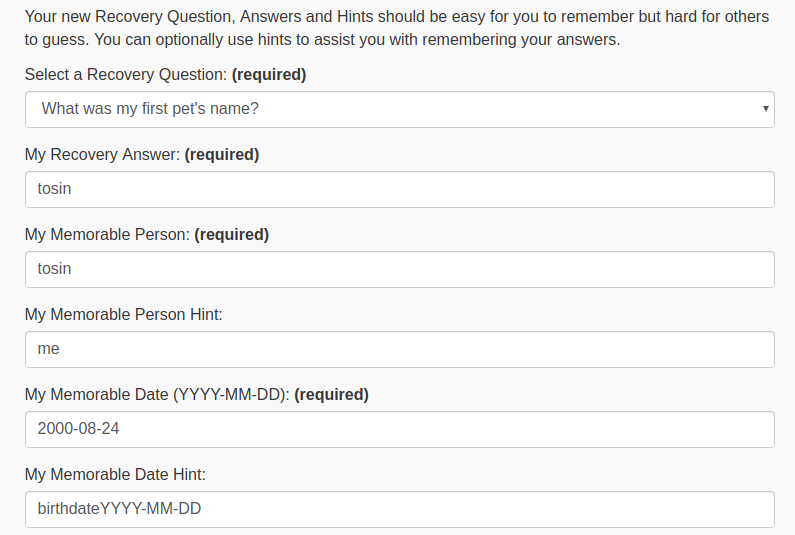 Your new Recovery Question, Answers and Hints should be easy for you to remember but hard for others
to guess. You can optionally use hints to assist you with remembering your answers.
Select a Recovery Question: (required)
What was my first pet's name?
My Recovery Answer: (required)
tosin
My Memorable Person: (required)
tosin
My Memorable Person Hint:
me
My Memorable Date (YYYY-MM-DD): (required)
2000-08-24
My Memorable Date Hint:
birthdateYYYY-MM-DD